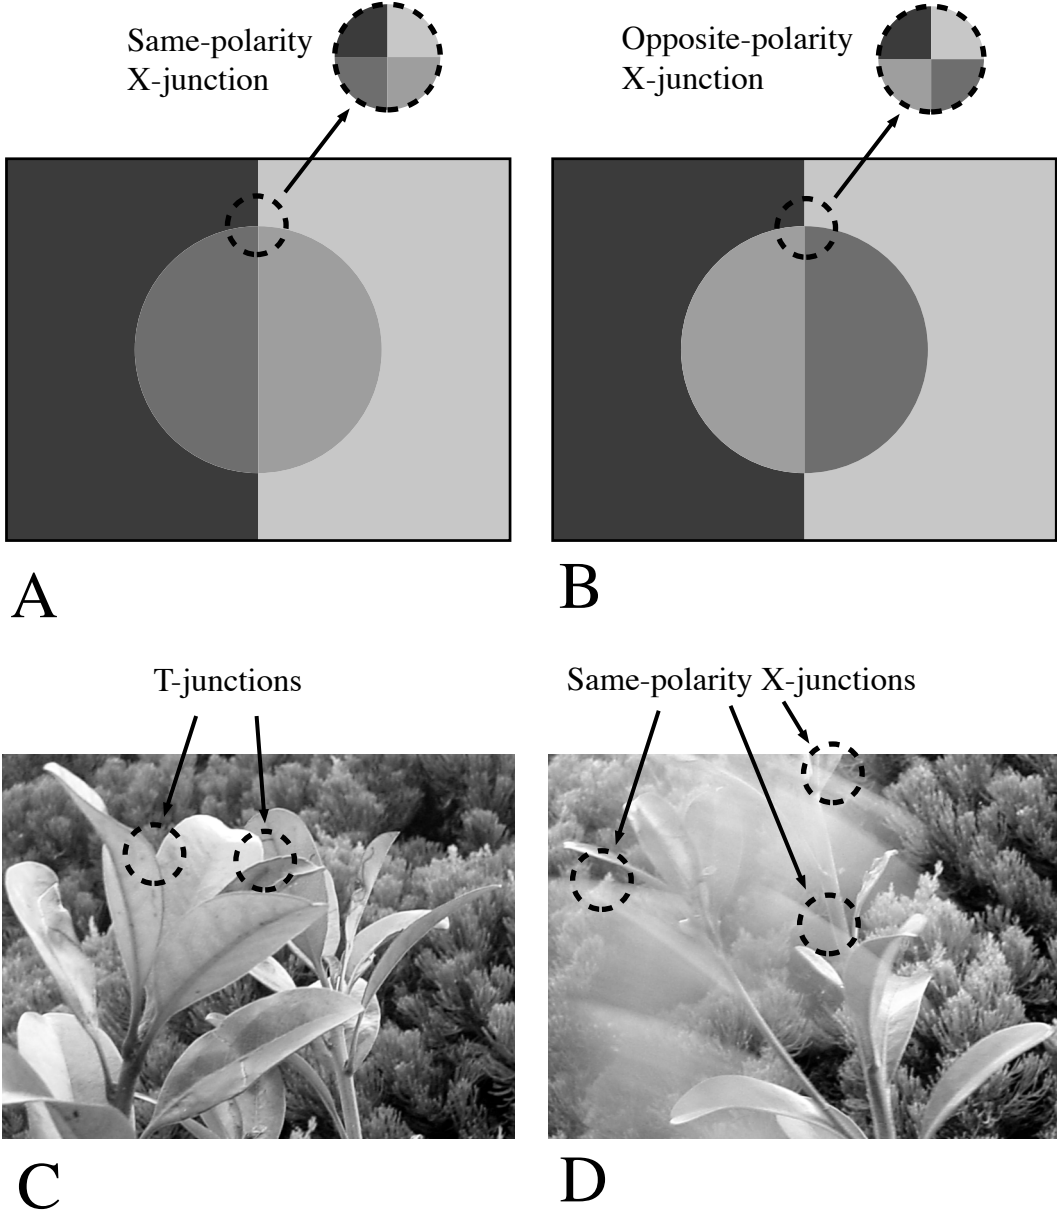 Same-polarity
X-junction
Opposite-polarity
X-junction
A
B
T-junctions
Same-polarity X-junctions
C
D